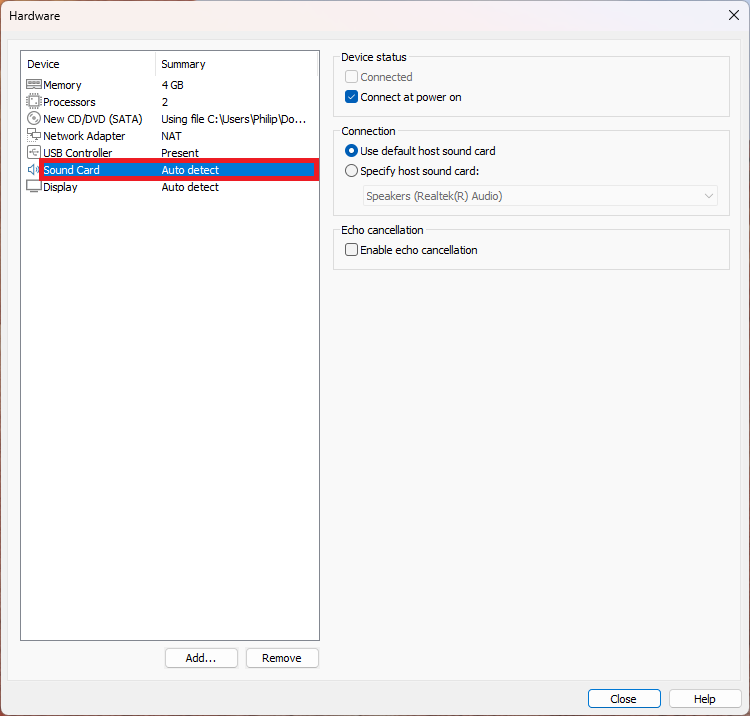 Hardware
Device Summary
Memory 4 GB
Processors 2
New CD/DVD (SATA) Using file C:\Users\Philip\Do...
Network Adapter NAT
USB Controller Present
Sound Card Auto detect
Display Auto detect
Add... Remove
Device status
Connected
Connect at power on
Connection
Use default host sound card
Specify host sound card:
Speakers (Realtek(R) Audio)
Echo cancellation
Enable echo cancellation
Close Help